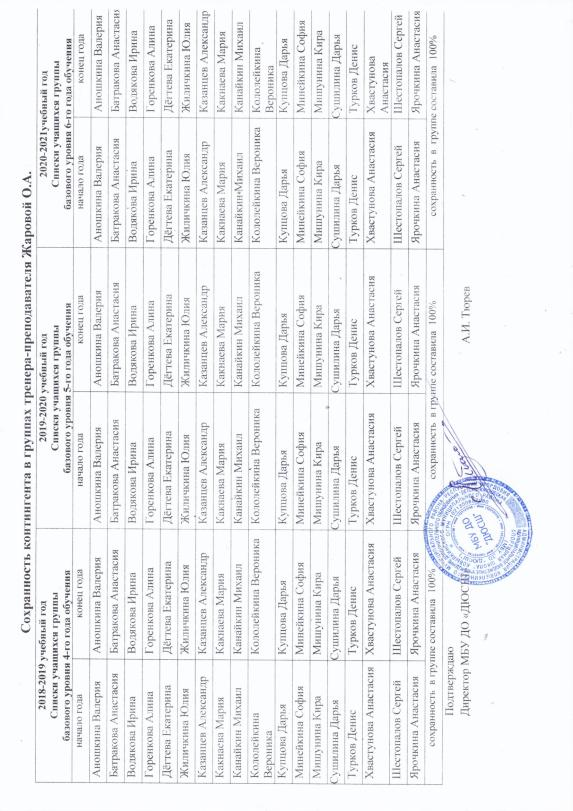 Сохранность контингента в группах тренера-преподавателя Жаровой О.А.
2018-2019 учебный год 2019-2020 учебный год 2020-2021учебный год
Списки учащихся группы Списки учащихся группы Списки учащихся группы
базового уровня 4-го года обучения базового уровня 5-го года обучения базового уровня 6-го года обучения
начало года конец года начало года конец года начало года конец года
Аношкина Валерия Аношкина Валерия Аношкина Валерия Аношкина Валерия Аношкина Валерия Аношкина Валерия
Батракова Анастасия Батракова Анастасия Батракова Анастасия Батракова Анастасия Батракова Анастасия Батракова Анастасия
Водякова Ирина Водякова Ирина Водякова Ирина Водякова Ирина Водякова Ирина Водякова Ирина
Горенкова Алина Горенкова Алина Горенкова Алина Горенкова Алина Горенкова Алина Горенкова Алина
Дёгтева Екатерина Дёгтева Екатерина Дёгтева Екатерина Дёгтева Екатерина Дёгтева Екатерина Дёгтева Екатерина
Жиличкина Юлия Жиличкина Юлия Жиличкина Юлия Жиличкина Юлия Жиличкина Юлия Жиличкина Юлия
Казанцев Александр Казанцев Александр Казанцев Александр Казанцев Александр Казанцев Александр Казанцев Александр
Какнаева Мария Какнаева Мария Какнаева Мария Какнаева Мария Какнаева Мария Какнаева Мария
Канайкин Михаил Канайкин Михаил Канайкин Михаил Канайкин Михаил Канайкин Михаил Канайкин Михаил
Кололейкина Кололейкина Вероника Кололейкина Вероника Кололейкина Вероника Кололейкина Вероника Кололейкина
Вероника Вероника
Купцова Дарья Купцова Дарья Купцова Дарья Купцова Дарья Купцова Дарья Купцова Дарья
Минейкина София Минейкина София Минейкина София Минейкина София Минейкина София Минейкина София
Мишунина Кира Мишунина Кира Мишунина Кира Мишунина Кира Мишунина Кира Мишунина Кира
Сушилина Дарья Сушилина Дарья Сушилина Дарья Сушилина Дарья Сушилина Дарья Сушилина Дарья
Турков Денис Турков Денис Турков Денис Турков Денис Турков Денис Турков Денис
Хвастунова Анастасия Хвастунова Анастасия Хвастунова Анастасия Хвастунова Анастасия Хвастунова Анастасия Хвастунова
Анастасия
Шестопалов Сергей Шестопалов Сергей Шестопалов Сергей Шестопалов Сергей Шестопалов Сергей Шестопалов Сергей
Ярочкина Анастасия Ярочкина Анастасия Ярочкина Анастасия Ярочкина Анастасия Ярочкина Анастасия Ярочкина Анастасия
сохранность в группе составила 100% сохранность в группе составила 100% сохранность в группе составила 100%
Подтверждаю
Директор МБУ ДО «ДЮСШ А.И. Тюрев